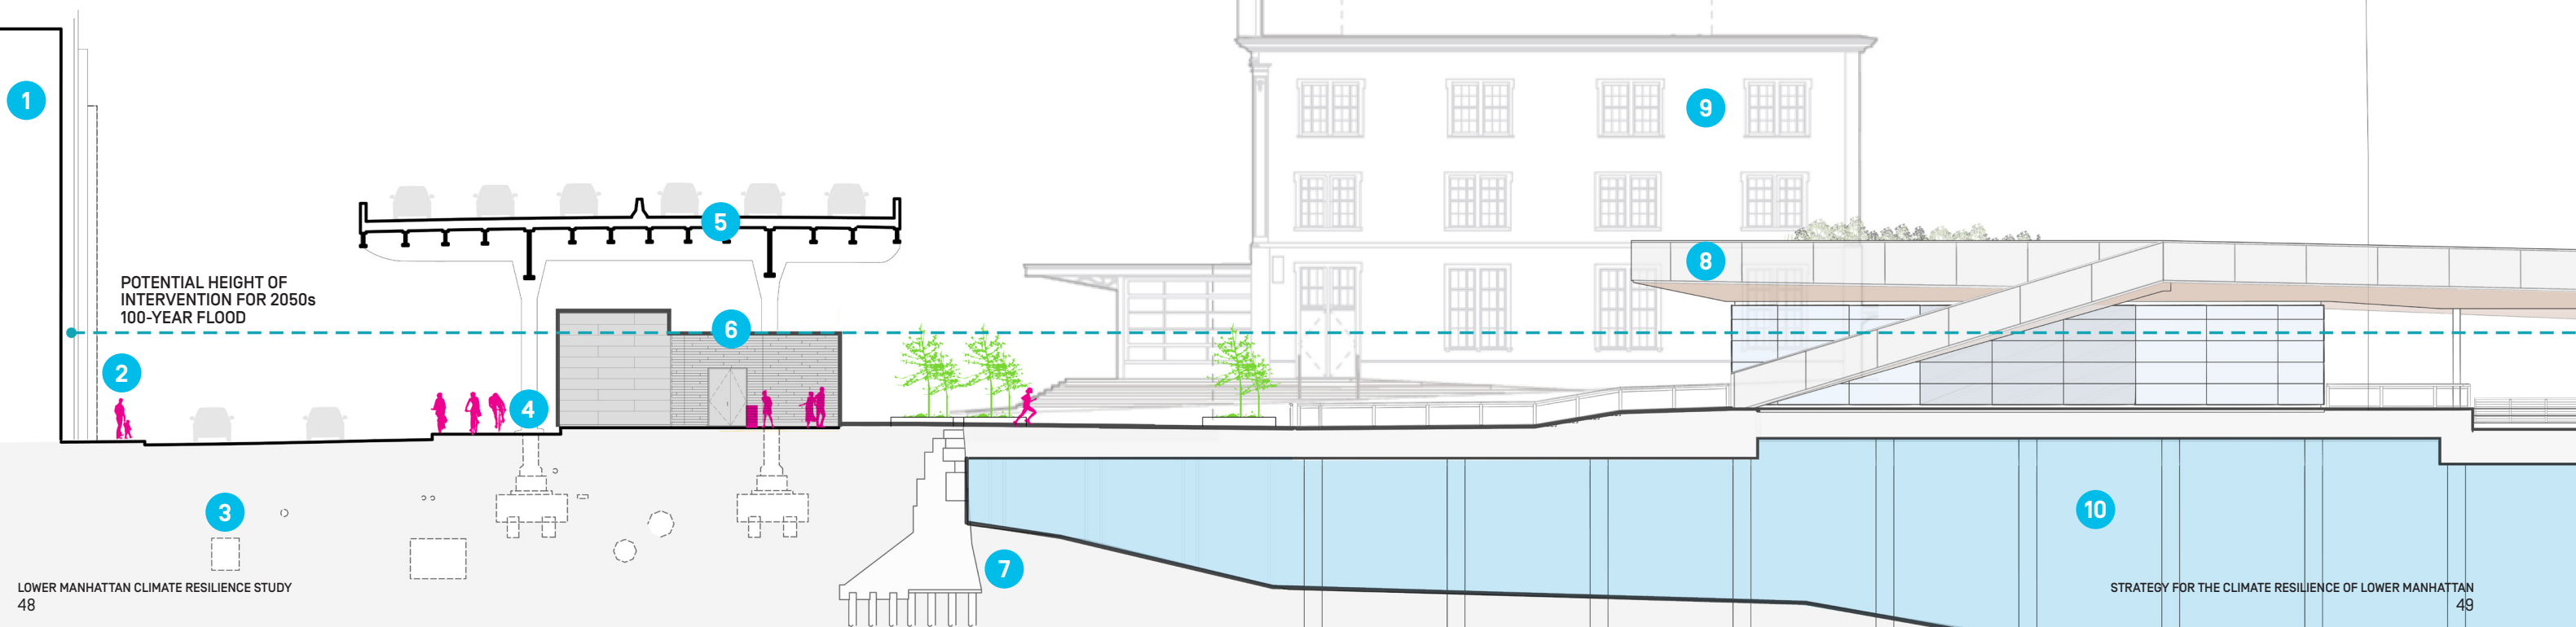 1
9
5
8
POTENTIAL HEIGHT OF
INTERVENTION FOR 2050s
100-YEAR FLOOD
6
2
4
3
10
7
LOWER MANHATTAN CLIMATE RESILIENCE STUDY
48
STRATEGY FOR THE CLIMATE RESILIENCE OF LOWER MANHATTAN
49